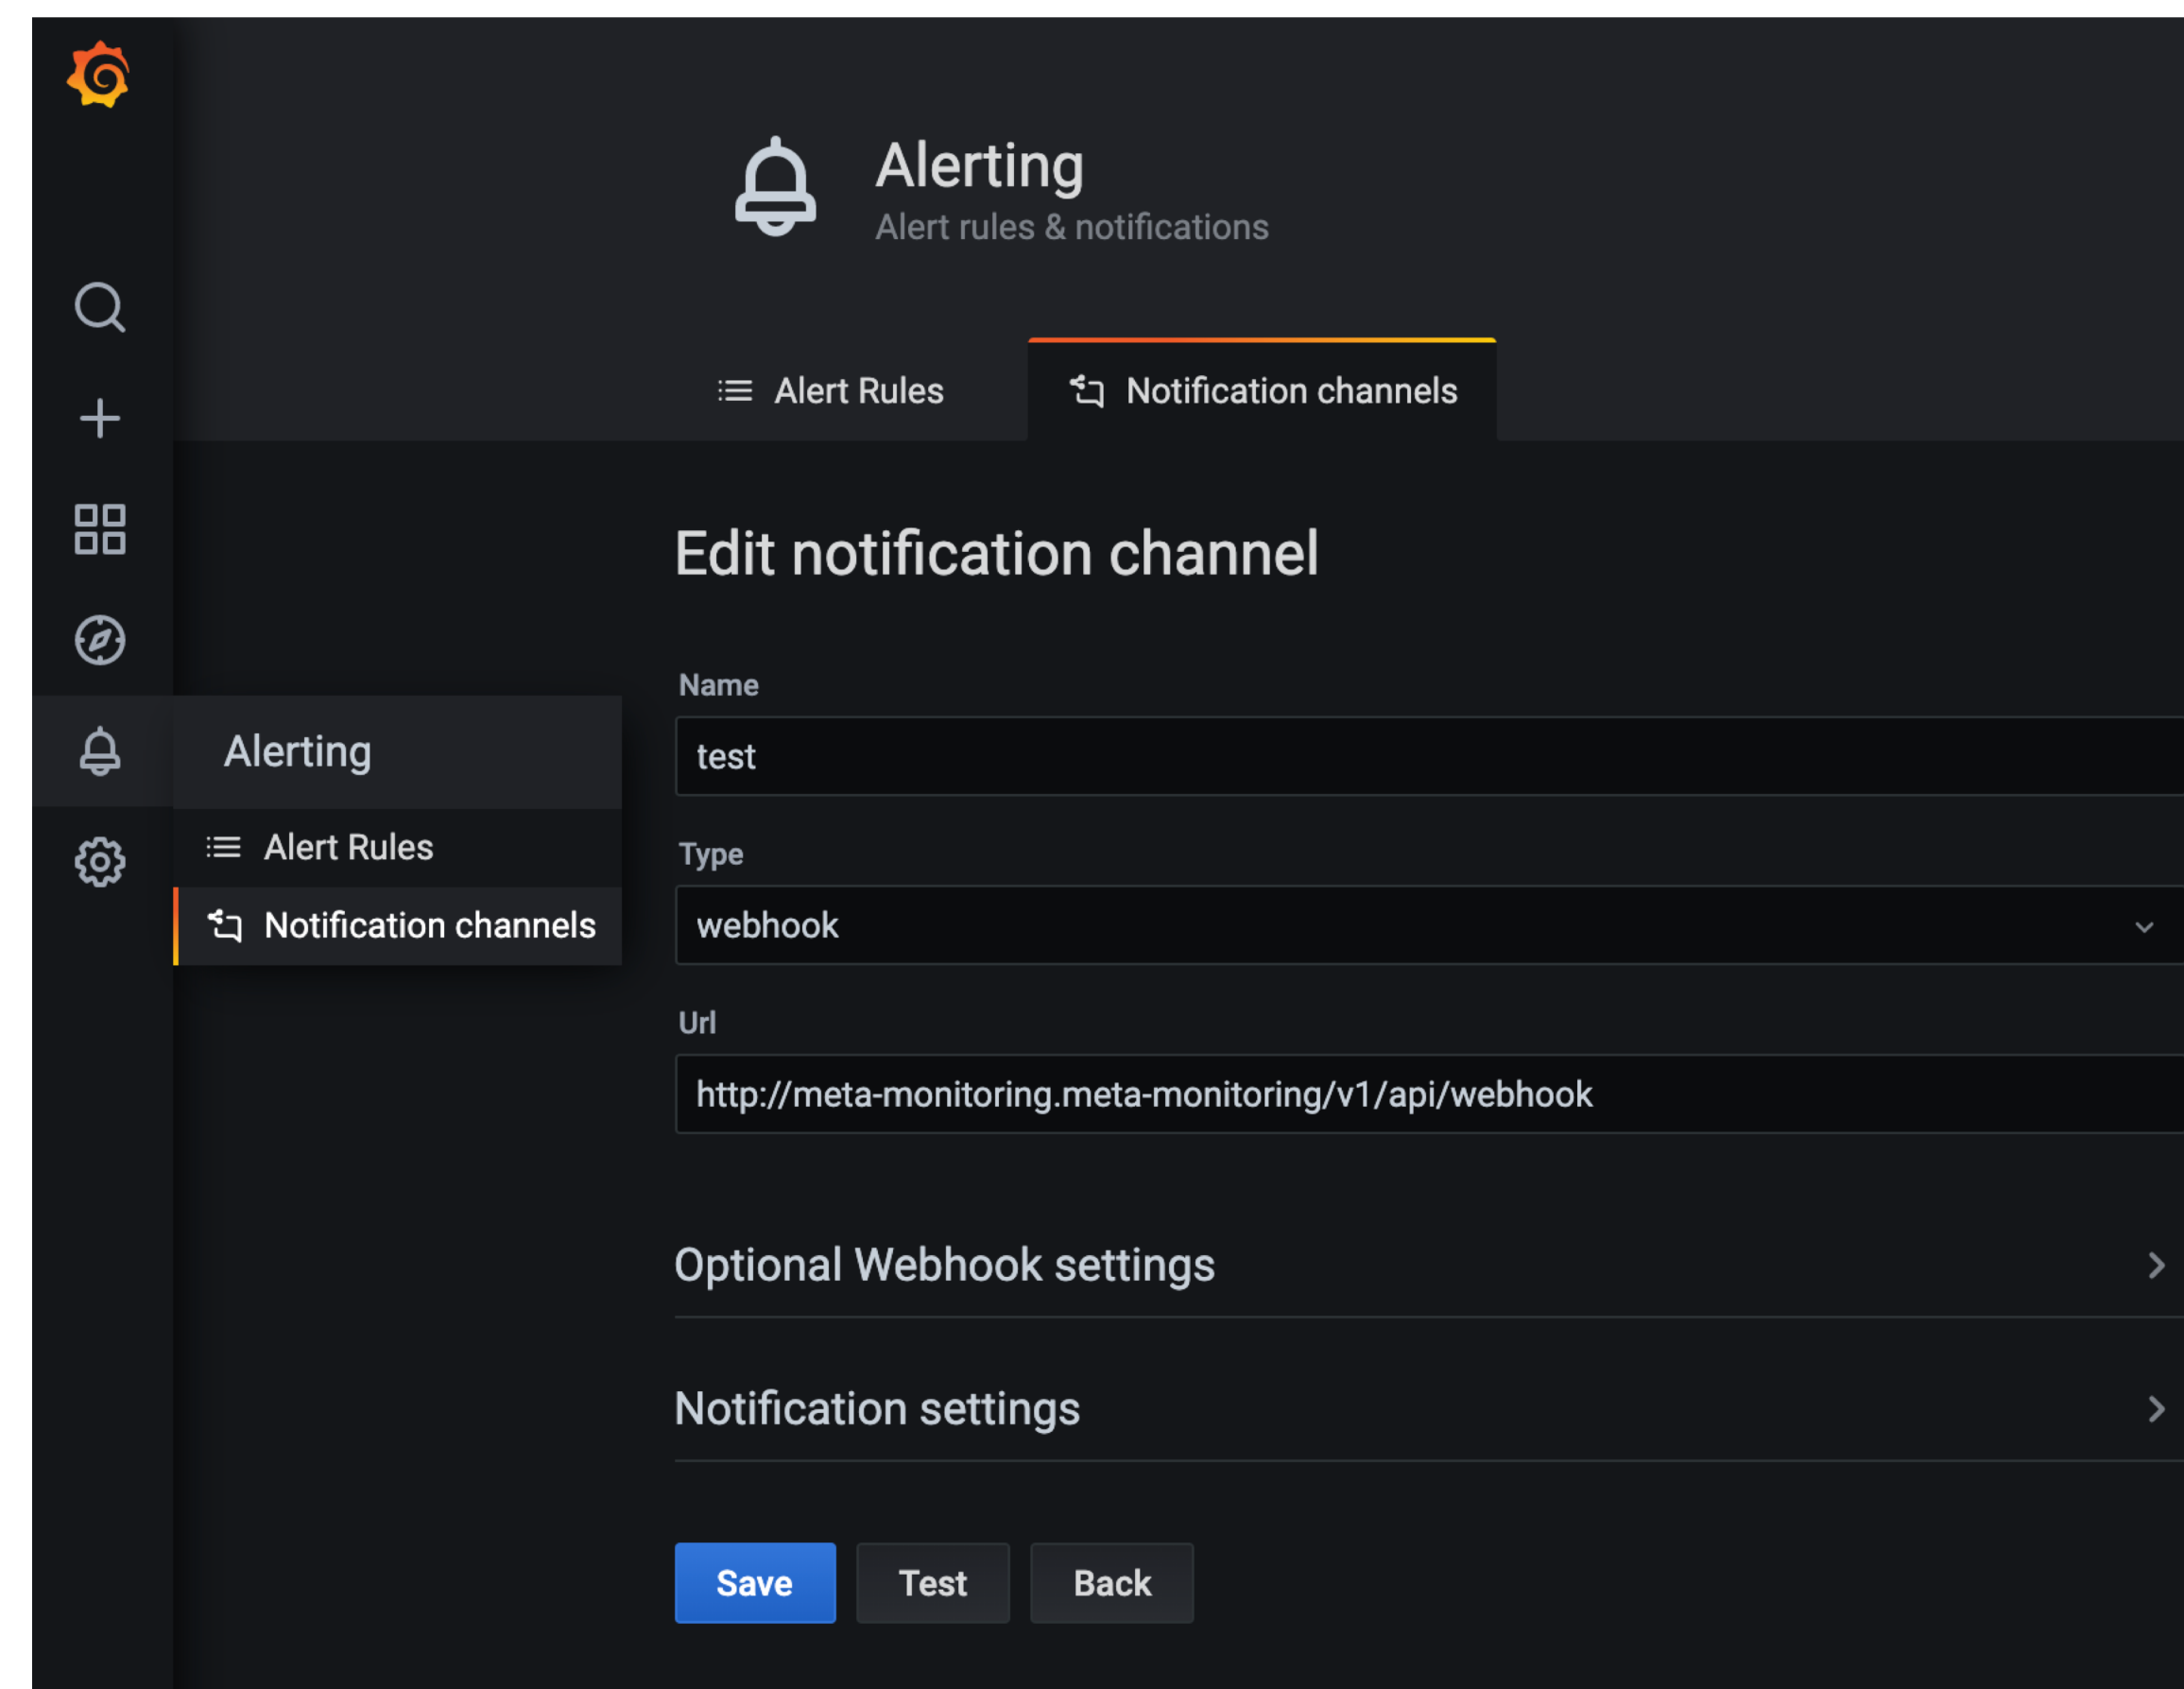 Alerting
Alert rules & notifications
Alert Rules
Notification channels
Edit notification channel
Name
test
Alerting
Type
Alert Rules
webhook
Notification channels
Url
http://meta-monitoring.meta-monitoring/v1/api/webhook
Optional Webhook settings
Notification settings
Save
Test
Back